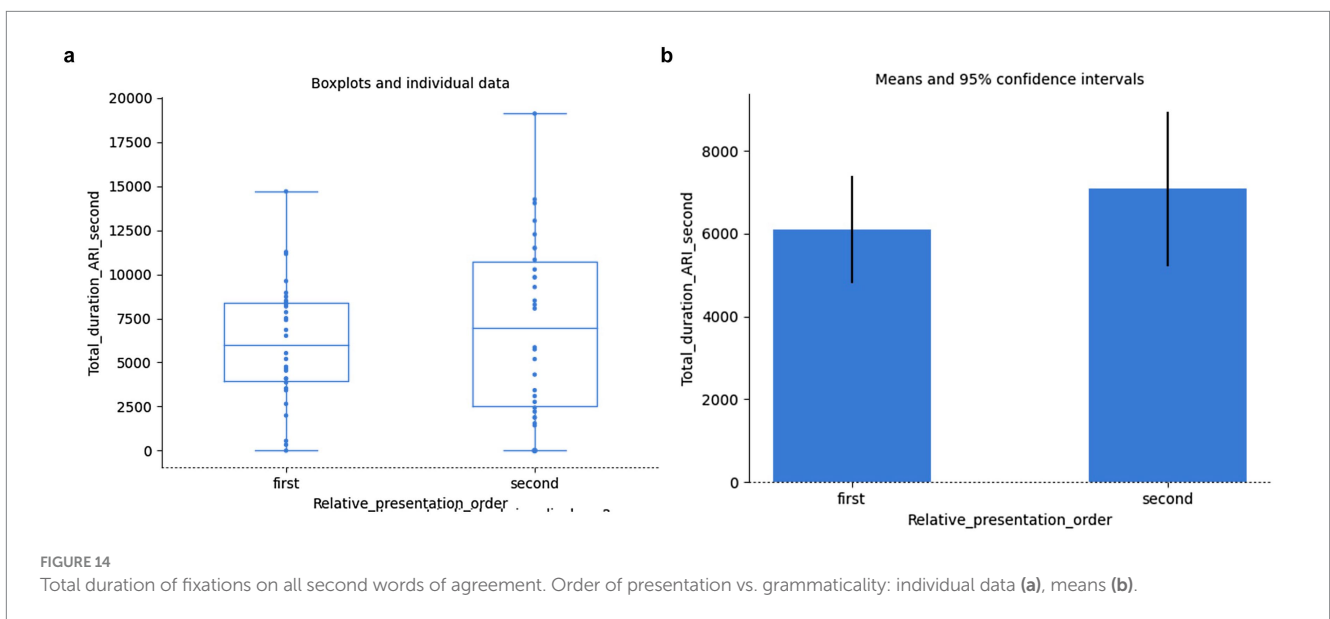 a
Boxplots and individual data
20000
17500
15000
12500
10000
7500
5000
2500
0
Total_duration_ARI_second
first
second
Relative_presentation_order
b
Means and 95% confidence intervals
8000
6000
4000
2000
0
Total_duration_ARI_second
first
second
Relative_presentation_order
FIGURE 14
Total duration of fixations on all second words of agreement. Order of presentation vs. grammaticality: individual data (a), means (b).